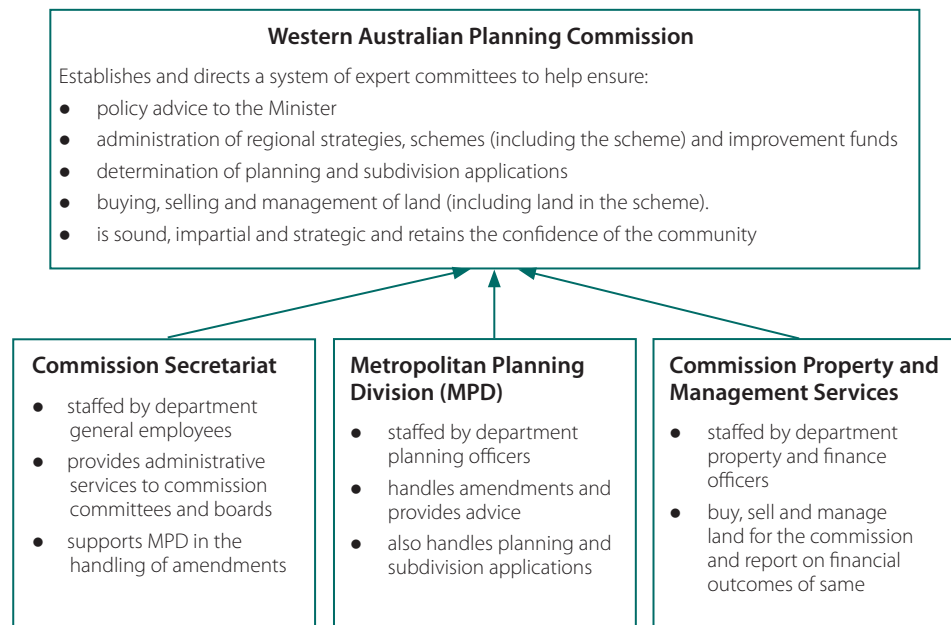 Western Australian Planning Commission
Establishes and directs a system of expert committees to help ensure:
● policy advice to the Minister
● administration of regional strategies, schemes (including the scheme) and improvement funds
● determination of planning and subdivision applications
● buying, selling and management of land (including land in the scheme).
● is sound, impartial and strategic and retains the confidence of the community
Commission Secretariat
● staffed by department
general employees
● provides administrative
services to commission
committees and boards
● supports MPD in the
handling of amendments
Metropolitan Planning
Division (MPD)
● staffed by department
planning officers
● handles amendments and
provides advice
● also handles planning and
subdivision applications
Commission Property and
Management Services
● staffed by department
property and finance
officers
● buy, sell and manage
land for the commission
and report on financial
outcomes of same